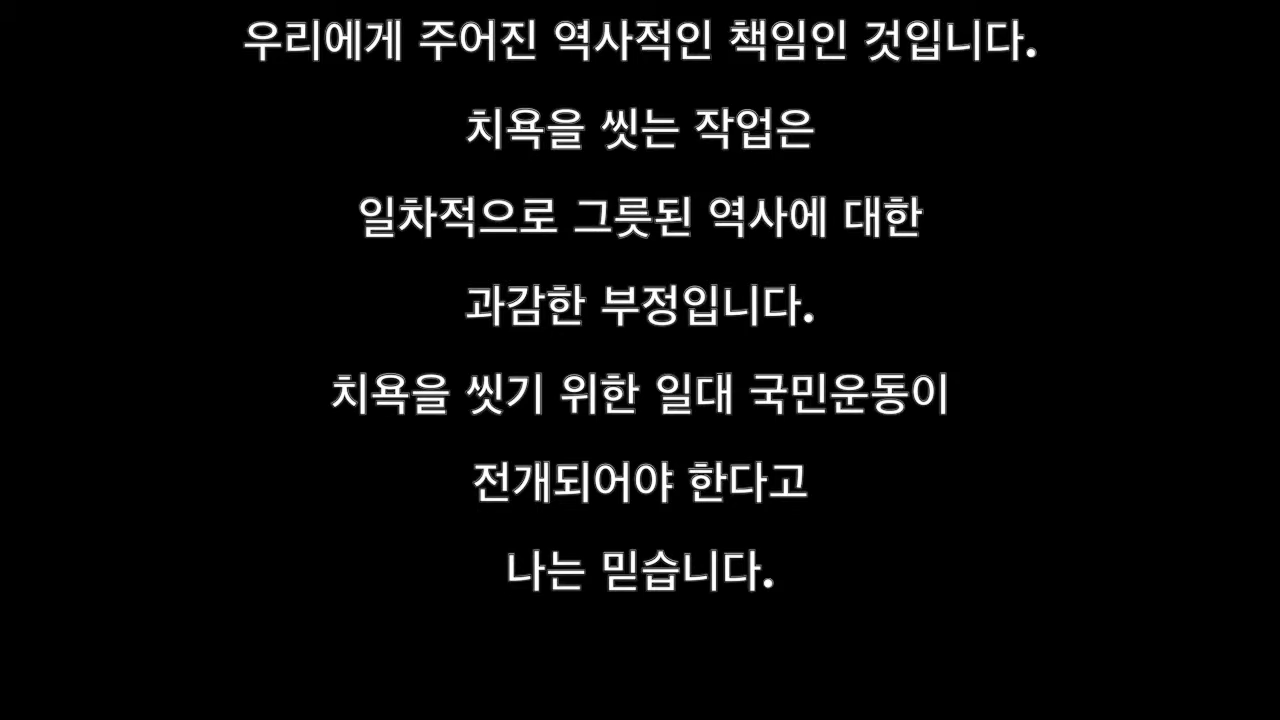 우리에게 주어진 역사적인 책임인 것입니다.
치욕을 씻는 작업은
일차적으로 그릇된 역사에 대한
과감한 부정입니다.
치욕을 씻기 위한 일대 국민운동이
전개되어야 한다고
나는 믿습니다.